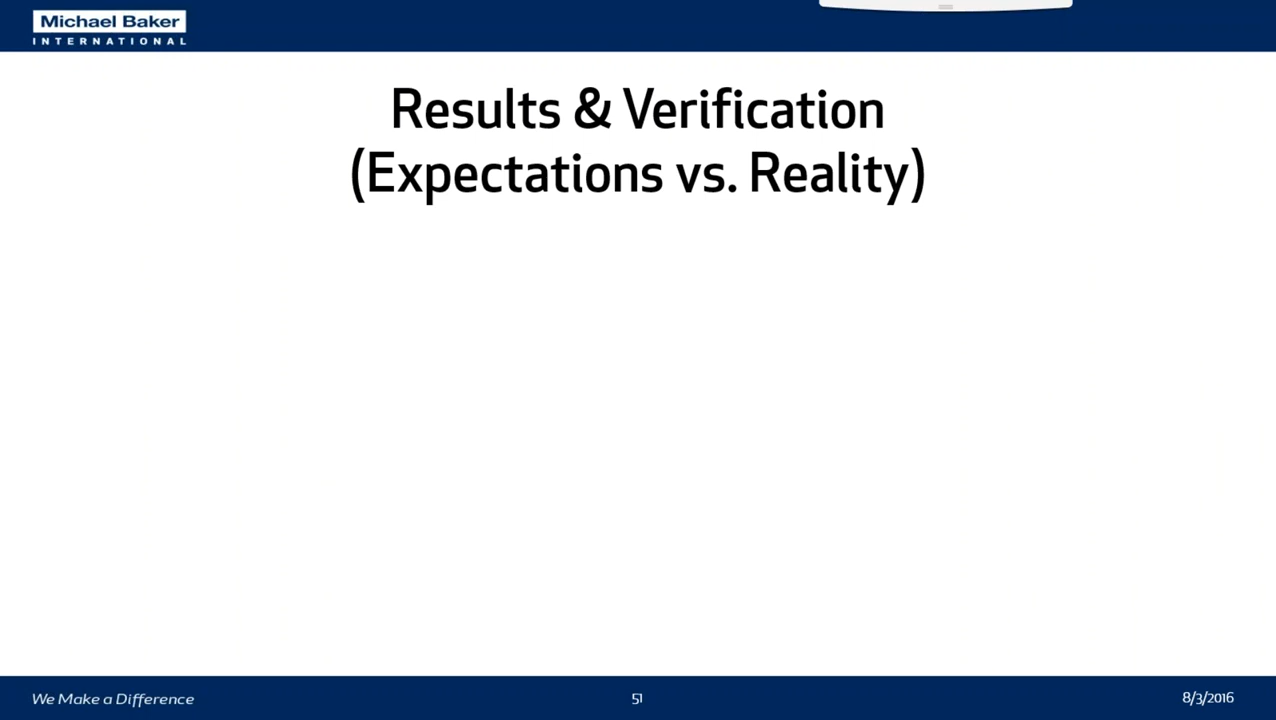 Michael Baker
INTERNATIONAL
Results & Verification
(Expectations vs. Reality)
We Make a Difference
51
8/3/2016